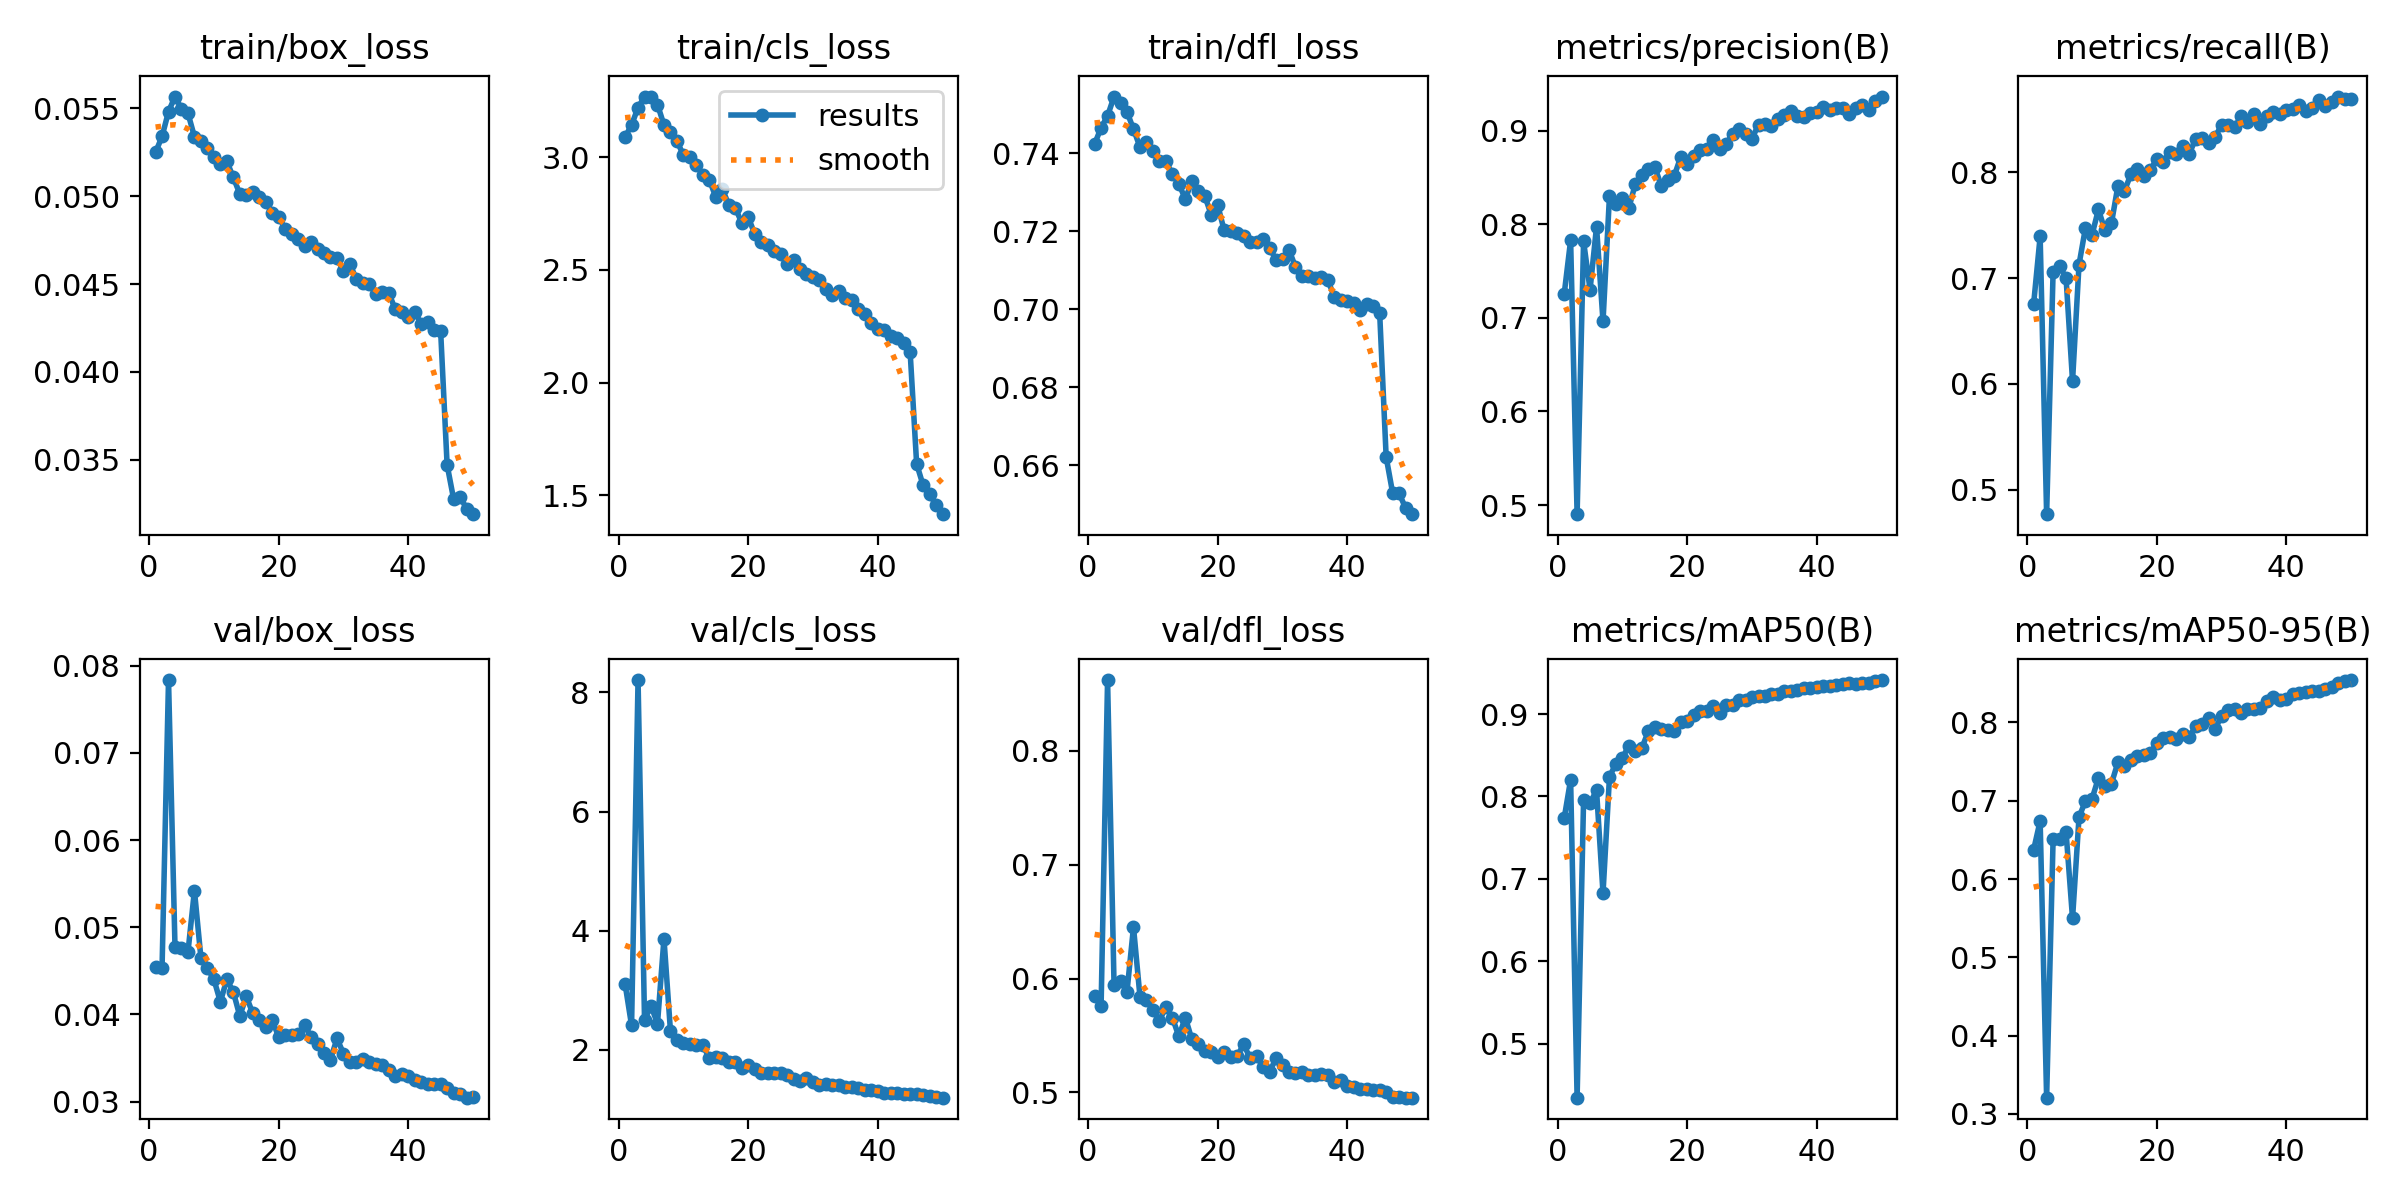 train/box_loss
train/cls_loss
train/dfl_loss
metrics/precision(B)
metrics/recall(B)
0.055
0.050
0.045
0.040
0.035
0 20 40
results
smooth
3.0
2.5
2.0
1.5
0 20 40
0.74
0.72
0.70
0.68
0.66
0 20 40
0.9
0.8
0.7
0.6
0.5
0 20 40
0.8
0.7
0.6
0.5
0 20 40
val/box_loss
val/cls_loss
val/dfl_loss
metrics/mAP50(B)
metrics/mAP50-95(B)
0.08
0.07
0.06
0.05
0.04
0.03
0 20 40
8
6
4
2
0 20 40
0.8
0.7
0.6
0.5
0 20 40
0.9
0.8
0.7
0.6
0.5
0 20 40
0.8
0.7
0.6
0.5
0.4
0.3
0 20 40